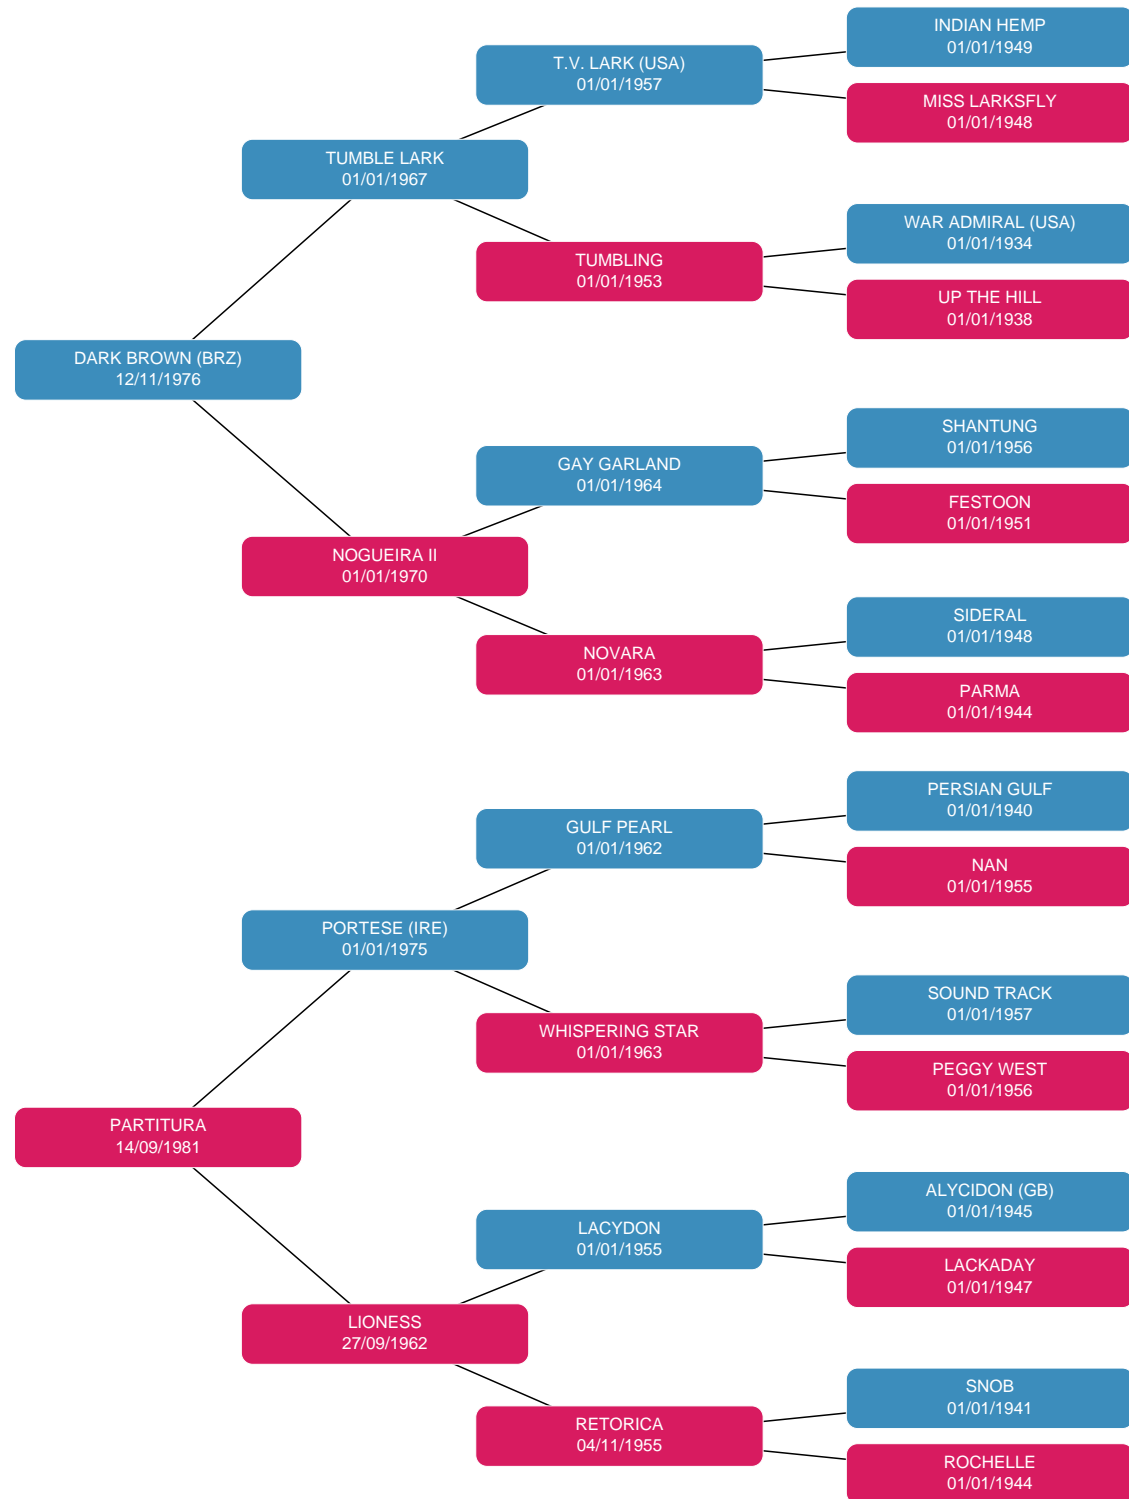 INDIAN HEMP
01/01/1949
T.V. LARK (USA)
01/01/1957
MISS LARKSFLY
01/01/1948
TUMBLE LARK
01/01/1967
WAR ADMIRAL (USA)
01/01/1934
TUMBLING
01/01/1953
UP THE HILL
01/01/1938
DARK BROWN (BRZ)
12/11/1976
SHANTUNG
01/01/1956
GAY GARLAND
01/01/1964
FESTOON
01/01/1951
NOGUEIRA II
01/01/1970
SIDERAL
01/01/1948
NOVARA
01/01/1963
PARMA
01/01/1944
PERSIAN GULF
01/01/1940
GULF PEARL
01/01/1962
NAN
01/01/1955
PORTESE (IRE)
01/01/1975
SOUND TRACK
01/01/1957
WHISPERING STAR
01/01/1963
PEGGY WEST
01/01/1956
PARTITURA
14/09/1981
ALYCIDON (GB)
01/01/1945
LACYDON
01/01/1955
LACKADAY
01/01/1947
LIONESS
27/09/1962
SNOB
01/01/1941
RETORICA
04/11/1955
ROCHELLE
01/01/1944